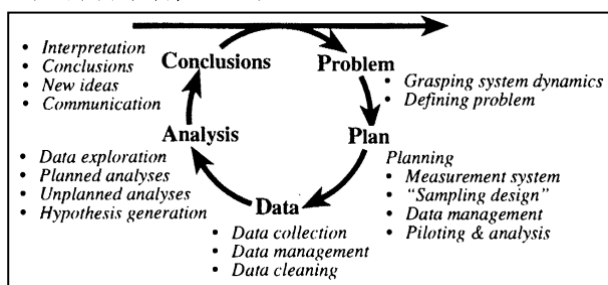 Conclusions
• Interpretation
• Conclusions
• New ideas
• Communication
Problem
• Grasping system dynamics
• Defining problem
Plan
Planning
• Measurement system
• "Sampling design"
• Data management
• Piloting & analysis
Data
• Data collection
• Data management
• Data cleaning
Analysis
• Data exploration
• Planned analyses
• Unplanned analyses
• Hypothesis generation